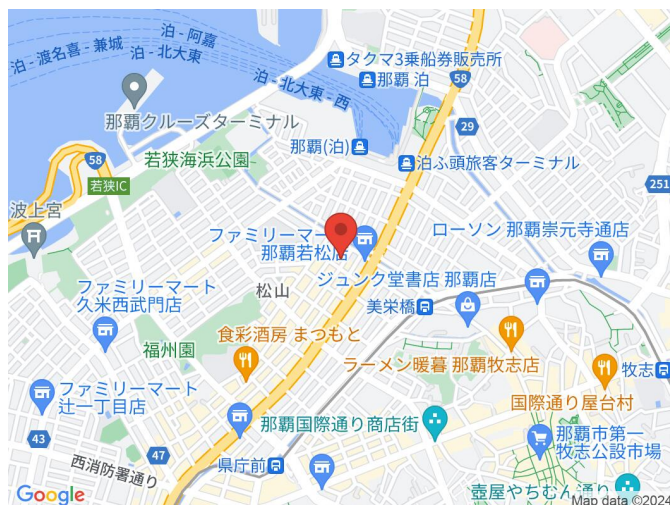 泊 - 渡名喜 - 兼城
泊 - 阿嘉
泊 - 北大東
泊 - 北大東 - 西
タクマ3乗船券販売所
58
那覇 泊
那覇クルーズターミナル
29
那覇(泊)
58
若狭海浜公園
泊ふ頭旅客ターミナル
若狭IC
251
波上宮
ファミリーマート
那覇若松店
ローソン 那覇崇元寺通店
ファミリーマート
久米西武門店
松山
ジュンク堂書店 那覇店
美栄橋
福州園
食彩酒房 まつもと
ラーメン暖暮 那覇牧志店
牧志
ファミリーマート
辻一丁目店
国際通り屋台村
那覇国際通り商店街
43
47
那覇市第一
牧志公設市場
西消防署通り
県庁前
壺屋やちむん通り
Google
Map data ©2024